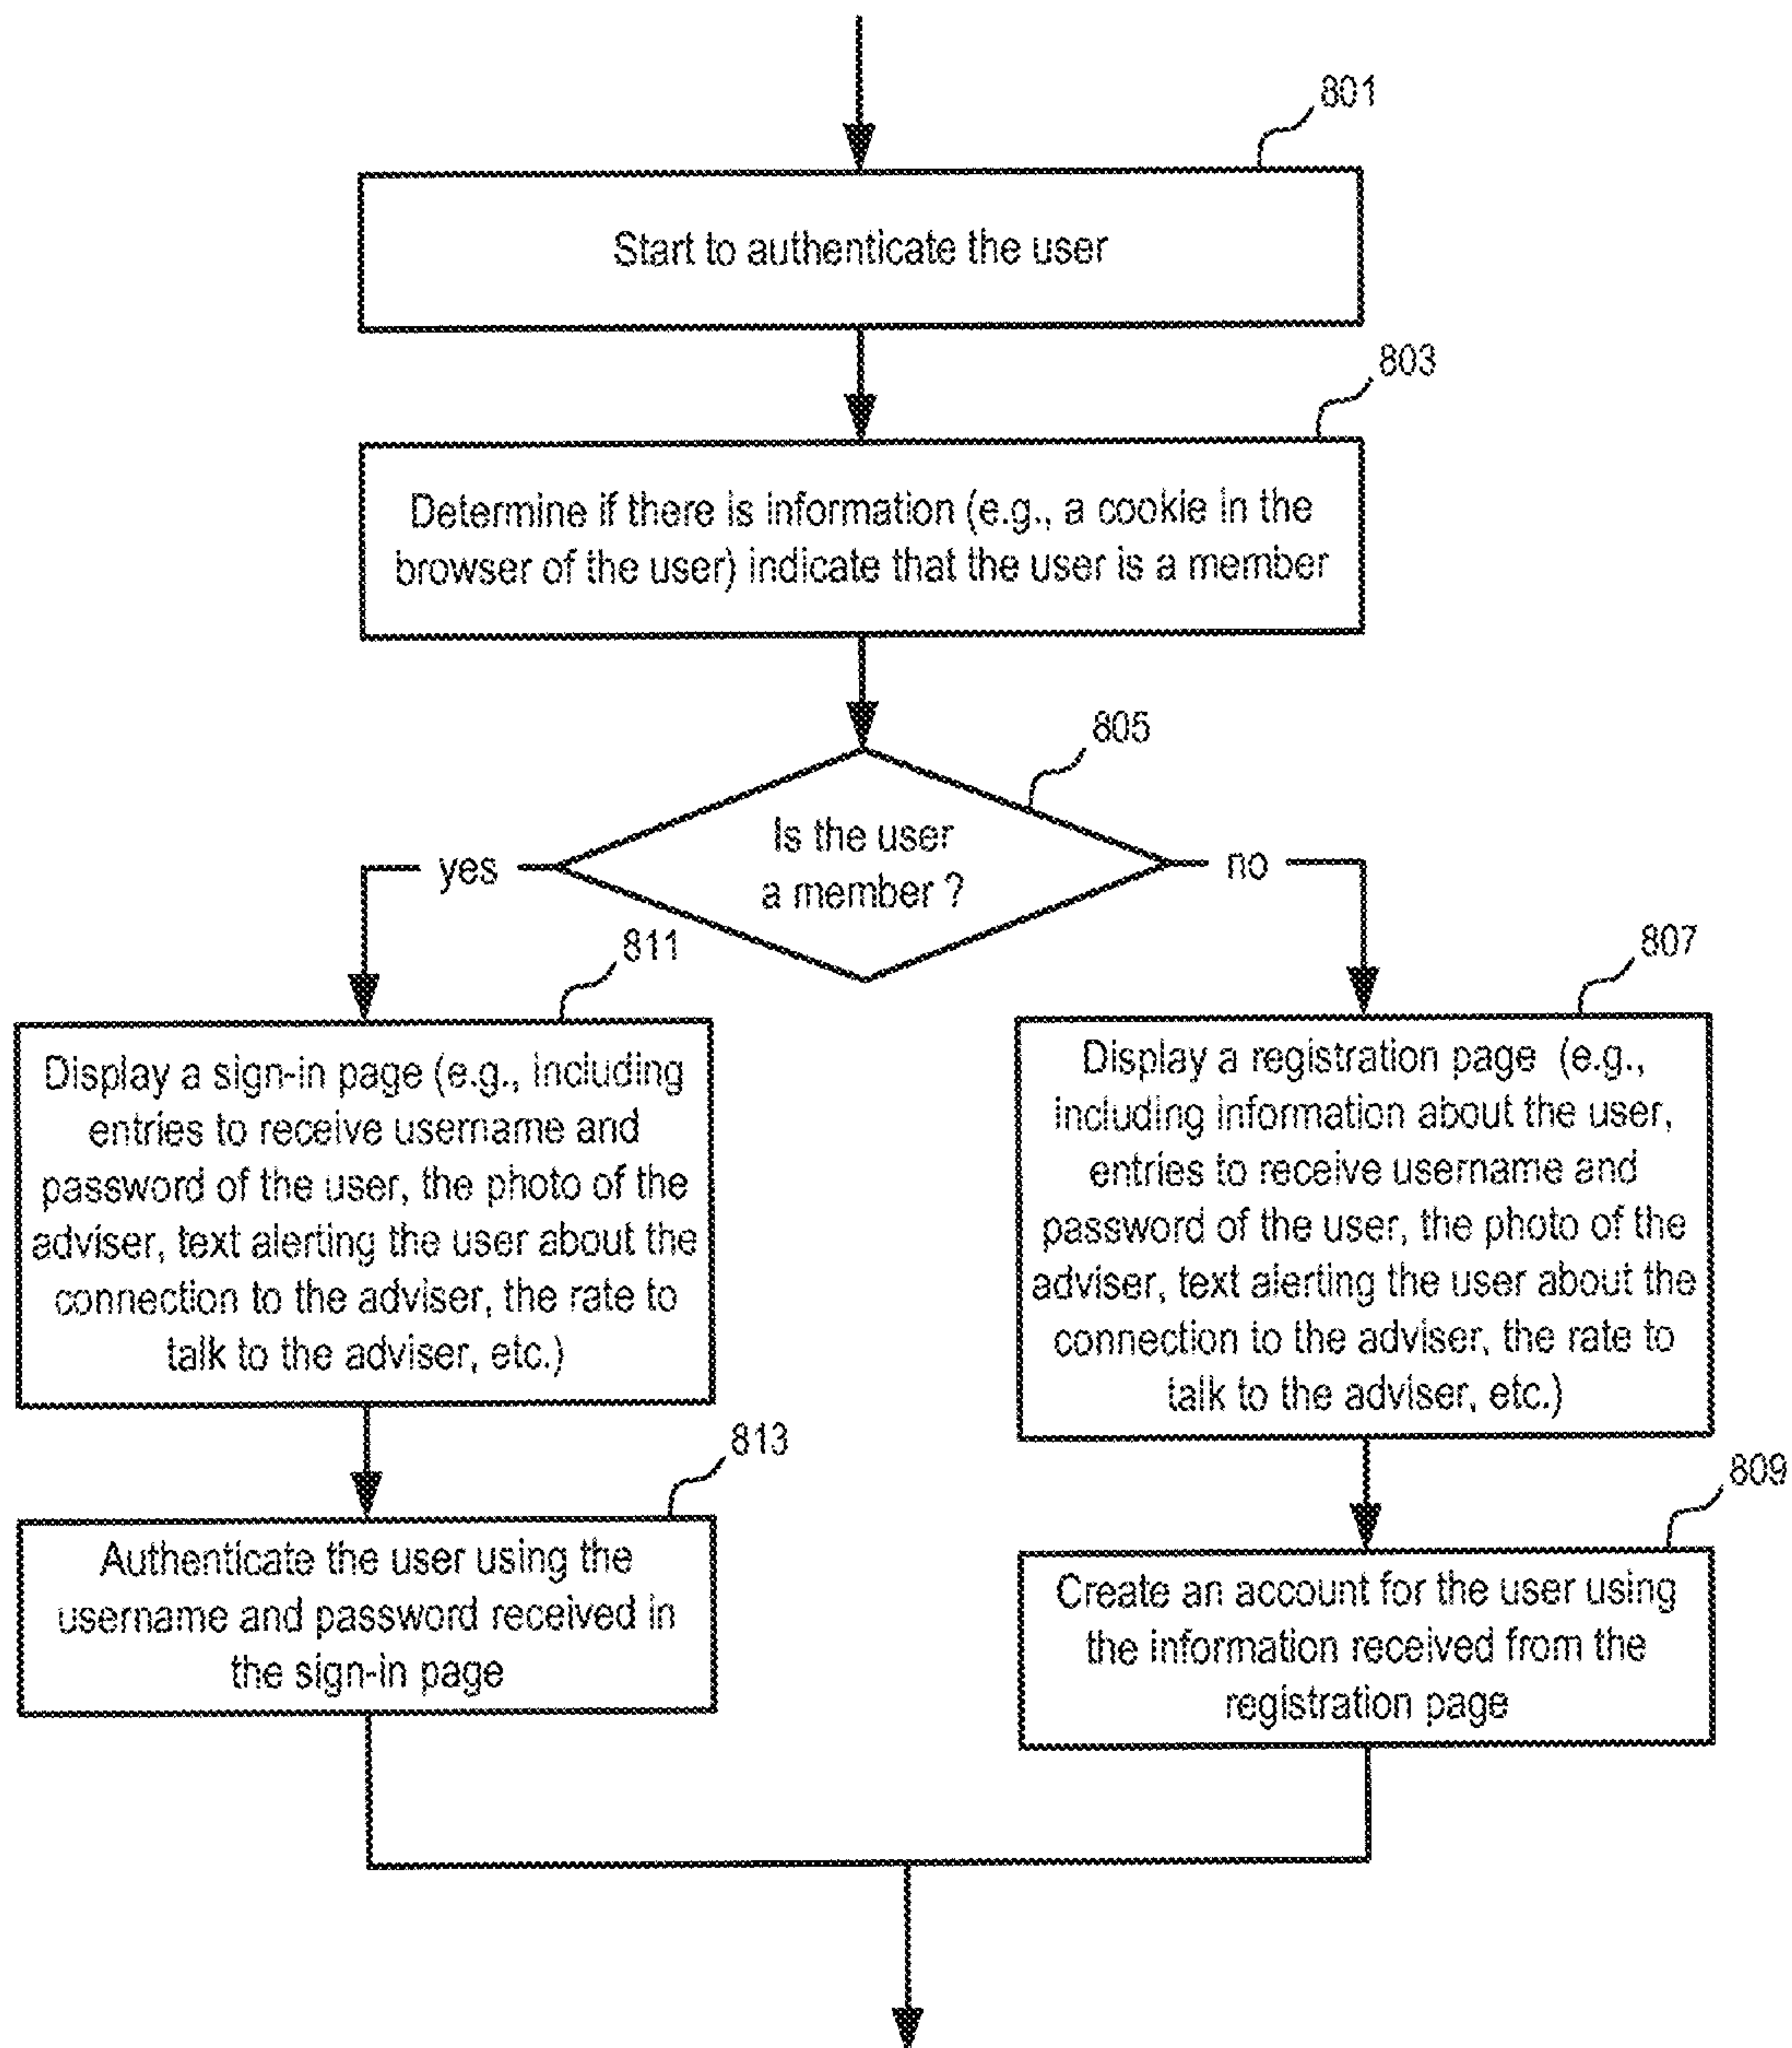 801
Start to authenticate the user
803
Determine if there is information (e.g., a cookie in the
browser of the user) indicate that the user is a member
805
Is the user
a member ?
yes
no
811
Display a sign-in page (e.g., including
entries to receive username and
password of the user, the photo of the
adviser, text alerting the user about the
connection to the adviser, the rate to
talk to the adviser, etc.)
807
Display a registration page (e.g.,
including information about the user,
entries to receive username and
password of the user, the photo of the
adviser, text alerting the user about the
connection to the adviser, the rate to
talk to the adviser, etc.)
813
Authenticate the user using the
username and password received in
the sign-in page
809
Create an account for the user using
the information received from the
registration page